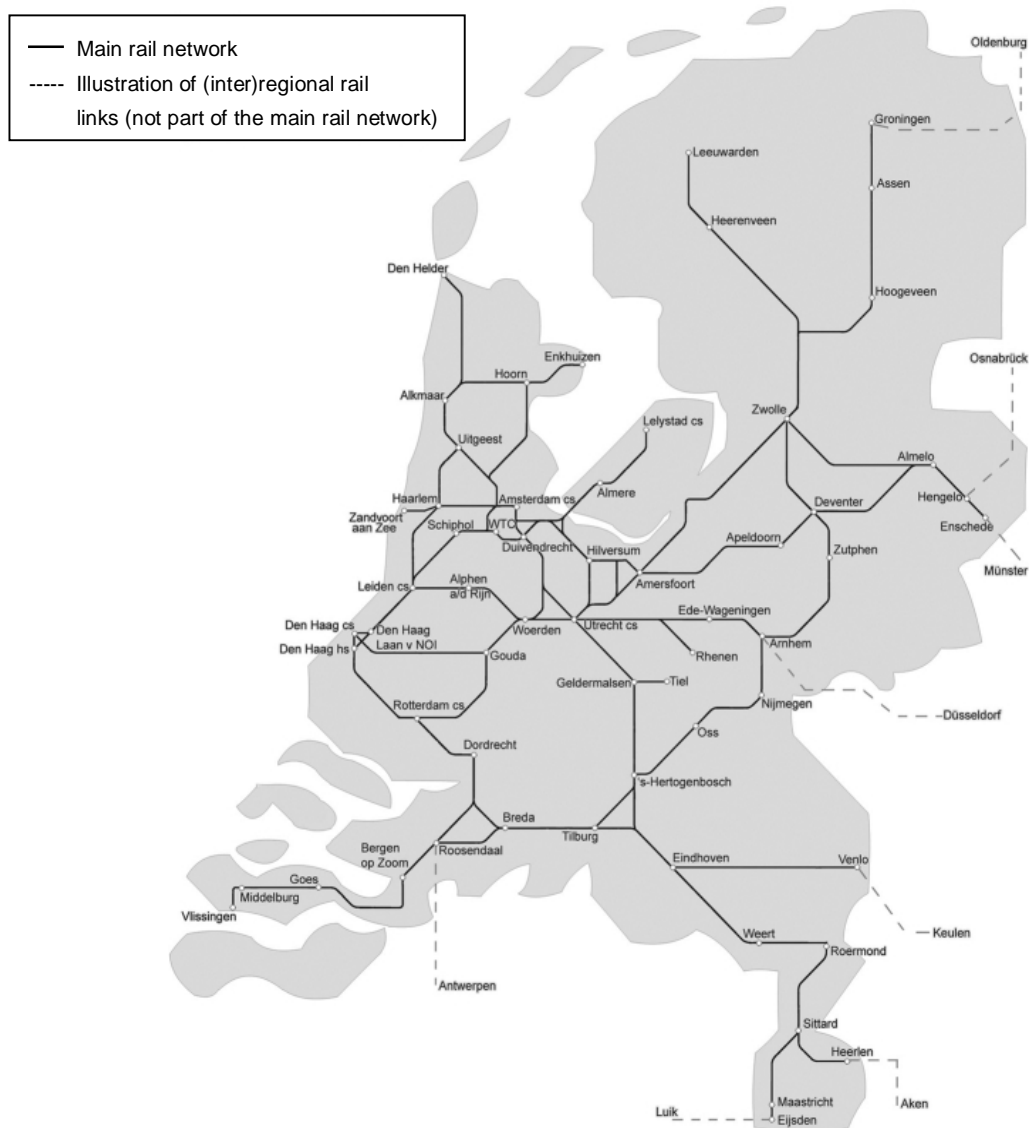 Main rail network
Illustration of (inter)regional rail
links (not part of the main rail network)
Oldenburg
Groningen
Leeuwarden
Assen
Heerenveen
Den Helder
Hoogeveen
Enkhuizen
Osnabrück
Hoorn
Alkmaar
Zwolle
Lelystad cs
Uitgeest
Almelo
Haarlem
Amsterdam cs
Almere
Hengelo
Deventer
Zandvoort
aan Zee
Schiphol
WTC
Enschede
Duivendrecht
Hilversum
Apeldoorn
Zutphen
Münster
Leiden cs
Alphen
a/d Rijn
Amersfoort
Ede-Wageningen
Den Haag cs
Den Haag
Laan v NOI
Woerden
Utrecht cs
Arnhem
Den Haag hs
Gouda
Rhenen
Geldermalsen
Tiel
Nijmegen
Rotterdam cs
Düsseldorf
Oss
Dordrecht
's-Hertogenbosch
Breda
Tilburg
Bergen
op Zoom
Roosendaal
Eindhoven
Venlo
Goes
Middelburg
Vlissingen
Keulen
Weert
Roermond
Antwerpen
Sittard
Heerlen
Maastricht
Aken
Luik
Eijsden